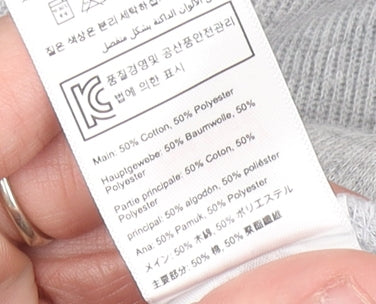 الألوان الداكنة بشكل منفصل
짙은 색상은 분리 세탁하십
KC
품질경영및 공산품안전관리
법에 의한 표시
Main: 50% Cotton, 50% Polyester
Hauptgewebe: 50% Baumwolle, 50%
Polyester
Partie principale: 50% Coton, 50%
Polyester
principal: 50% algodón, 50% poliéster
Ana: 50% Pamuk, 50% Polyester
メイン: 50% 木綿, 50% ポリエステル
主要部分: 50% 棉, 50% 聚酯纖維